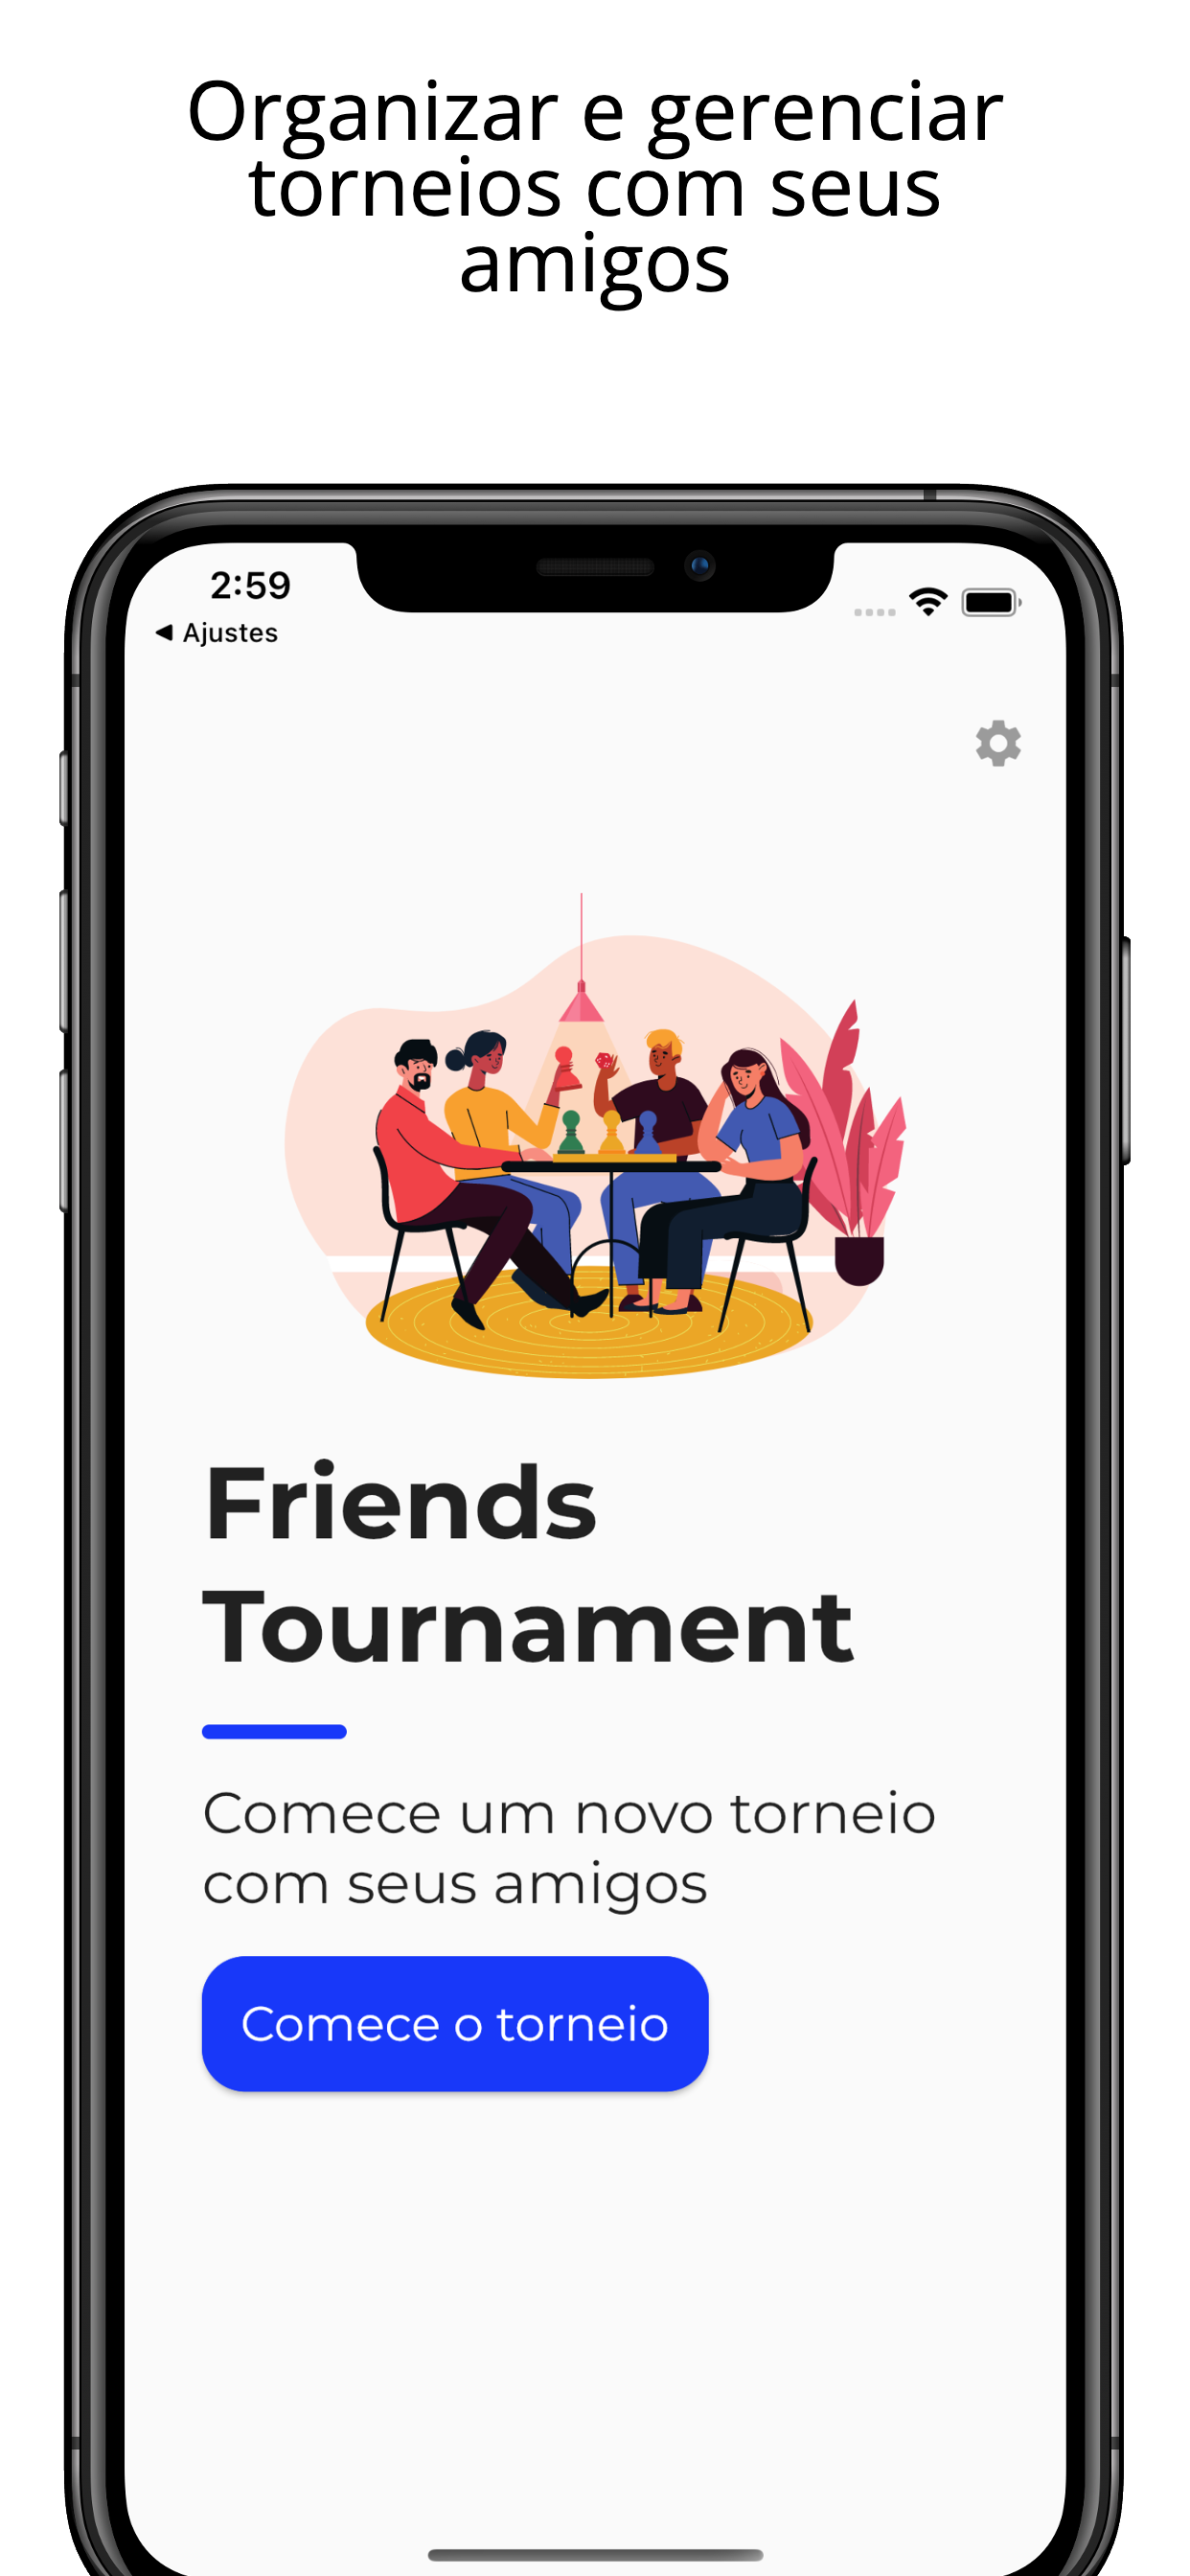 Organizar e gerenciar
torneios com seus
amigos
2:59
◀ Ajustes
Friends
Tournament
Comece um novo torneio
com seus amigos
Comece o torneio